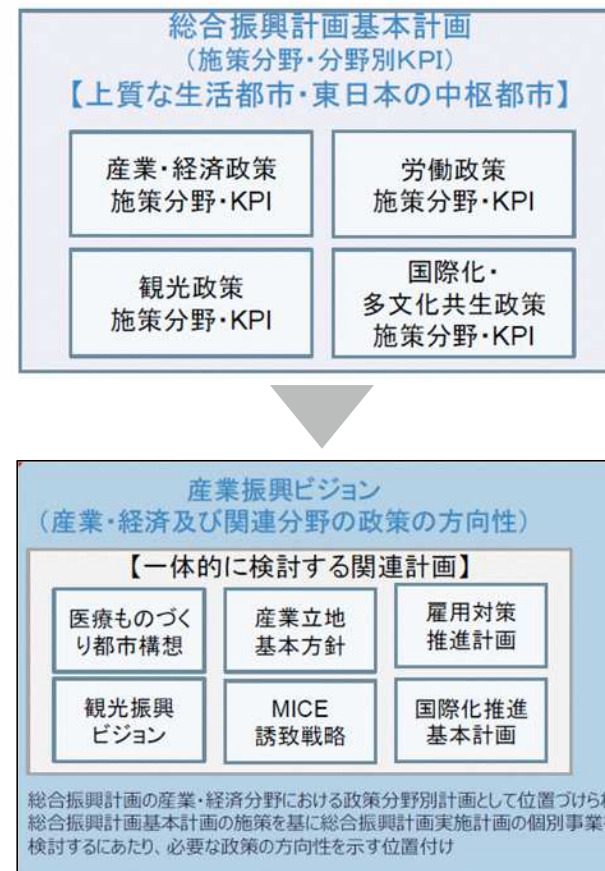 総合振興計画基本計画
(施策分野・分野別KPI)
【上質な生活都市・東日本の中枢都市】
産業・経済政策
施策分野・KPI
労働政策
施策分野・KPI
観光政策
施策分野・KPI
国際化・
多文化共生政策
施策分野・KPI
産業振興ビジョン
(産業・経済及び関連分野の政策の方向性)
【一体的に検討する関連計画】
医療ものづく
り都市構想
産業立地
基本方針
雇用対策
推進計画
観光振興
ビジョン
MICE
誘致戦略
国際化推進
基本計画
総合振興計画の産業・経済分野における政策分野別計画として位置づけら
総合振興計画基本計画の施策を基に総合振興計画実施計画の個別事業
検討するにあたり、必要な政策の方向性を示す位置付け